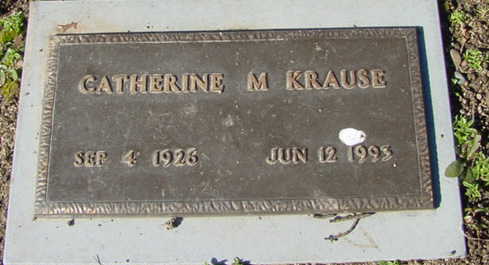 CATHERINE M KRAUSE
SEP 4 1926 JUN 12 1993